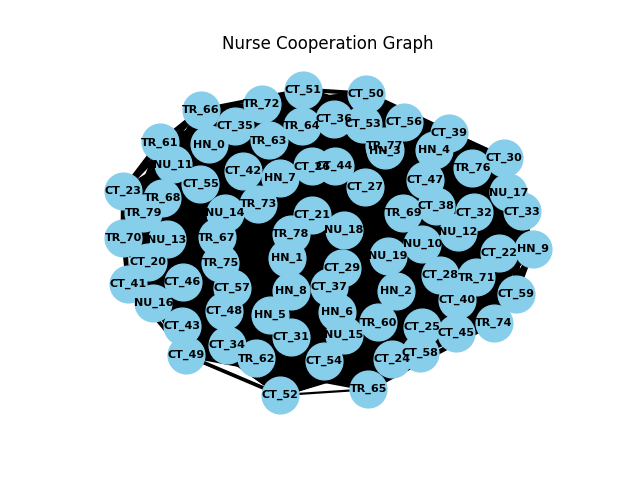 Nurse Cooperation Graph
CT_51
CT_50
TR_72
TR_66
CT_36
CT_56
CT_53
TR_64
CT_35
CT_39
TR_63
TR_61
HN_0
TR_77
HN_3
HN_4
CT_30
NU_11
CT_26
CT_44
TR_76
CT_42
HN_7
CT_47
CT_55
CT_27
CT_23
NU_17
TR_68
TR_73
CT_38
TR_79
NU_14
CT_21
TR_69
CT_32
CT_33
NU_18
NU_12
TR_78
TR_70
NU_13
TR_67
NU_10
HN_9
CT_22
NU_19
HN_1
CT_20
TR_75
CT_29
CT_28
TR_71
CT_41
CT_46
CT_57
CT_37
HN_8
HN_2
CT_59
CT_40
NU_16
CT_48
HN_6
HN_5
TR_60
TR_74
CT_43
CT_25
CT_45
NU_15
CT_31
CT_34
CT_58
CT_49
TR_62
CT_54
CT_24
TR_65
CT_52